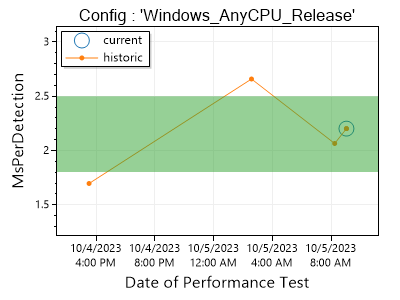 Config : 'Windows_AnyCPU_Release'
current
historic
MsPerDetection
3
2.5
2
1.5
10/4/2023 10/4/2023 10/5/2023 10/5/2023 10/5/2023
4:00 PM 8:00 PM 12:00 AM 4:00 AM 8:00 AM
Date of Performance Test